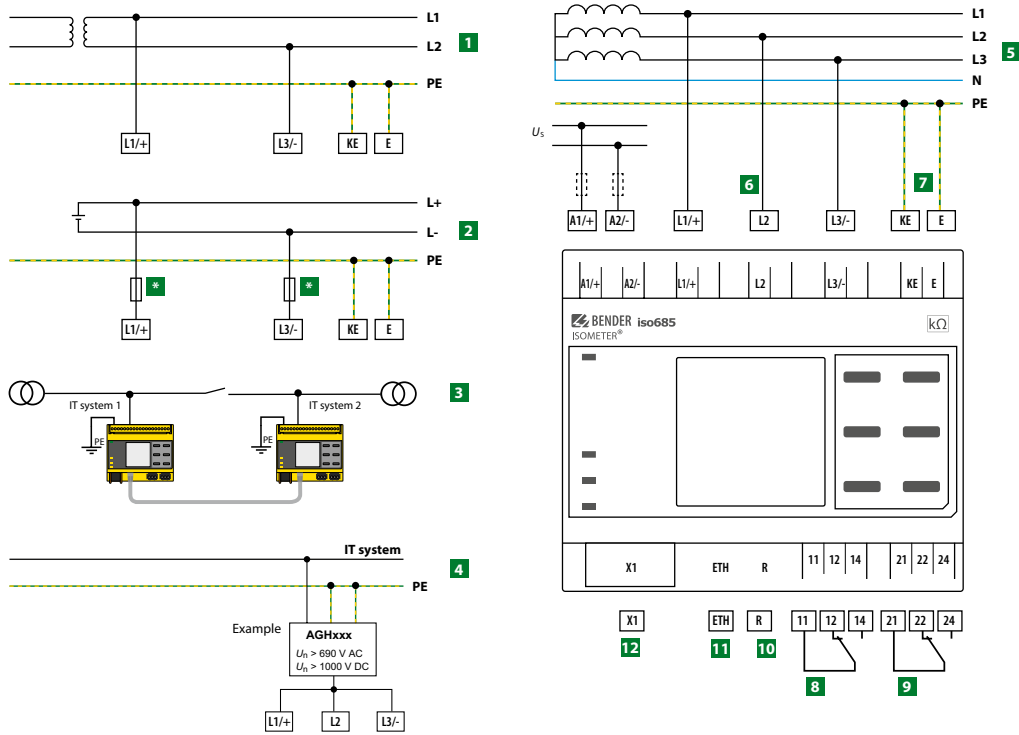 L1
L2
1
PE
L1/+
L3/-
KE
E
L+
L-
2
PE
*
*
L1/+
L3/-
KE
E
3
IT system 1
IT system 2
PE
PE
IT system
4
PE
Example
AGHxxx
Un > 690 V AC
Un > 1000 V DC
L1/+
L2
L3/-
L1
L2
5
L3
N
PE
Us
6
7
A1/+
A2/-
L1/+
L2
L3/-
KE
E
A1/+
A2/-
L1/+
L2
L3/-
KE
E
BENDER iso685
ISOMETER®
kΩ
X1
ETH
R
11
12
14
21
22
24
X1
ETH
R
11
12
14
21
22
24
12
11
10
8
9